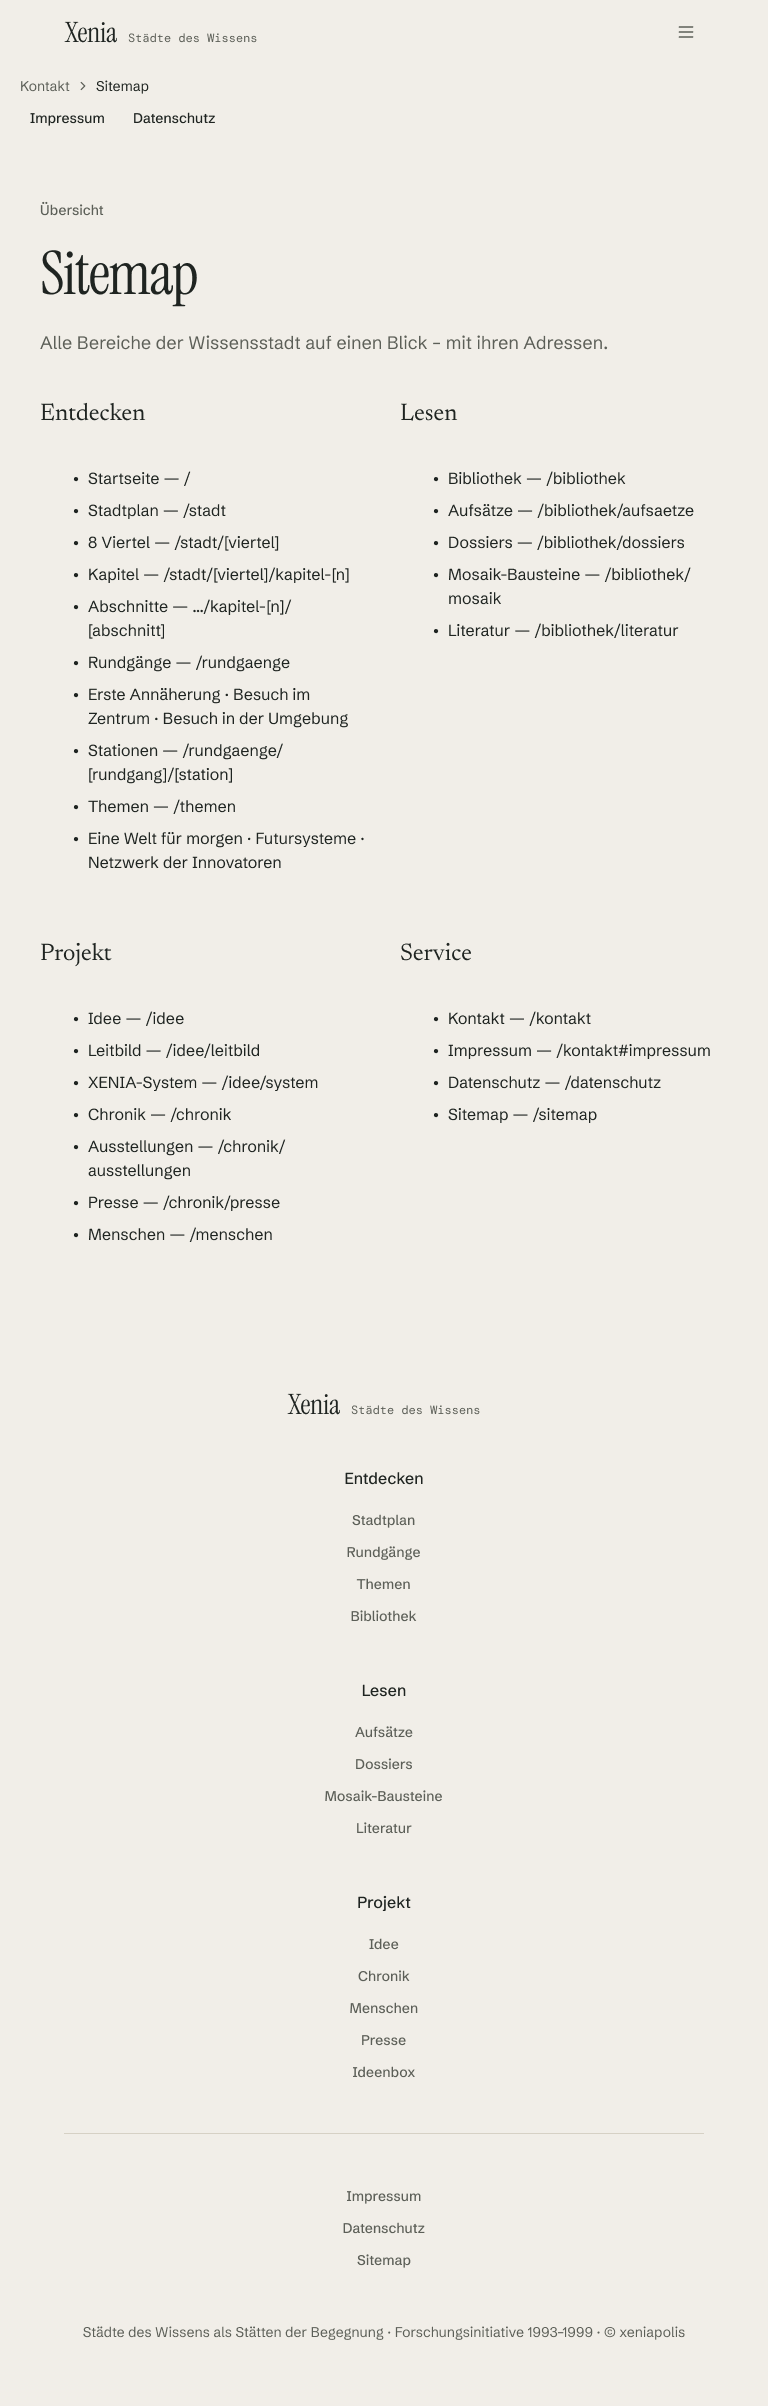 Xenia Städte des Wissens
Kontakt > Sitemap
Impressum Datenschutz
Übersicht
Sitemap
Alle Bereiche der Wissensstadt auf einen Blick – mit ihren Adressen.
Entdecken
• Startseite — /
• Stadtplan — /stadt
• 8 Viertel — /stadt/[viertel]
• Kapitel — /stadt/[viertel]/kapitel-[n]
• Abschnitte — …/kapitel-[n]/
[abschnitt]
• Rundgänge — /rundgaenge
• Erste Annäherung · Besuch im
Zentrum · Besuch in der Umgebung
• Stationen — /rundgaenge/
[rundgang]/[station]
• Themen — /themen
• Eine Welt für morgen · Futursysteme ·
Netzwerk der Innovatoren
Lesen
• Bibliothek — /bibliothek
• Aufsätze — /bibliothek/aufsaetze
• Dossiers — /bibliothek/dossiers
• Mosaik-Bausteine — /bibliothek/
mosaik
• Literatur — /bibliothek/literatur
Projekt
• Idee — /idee
• Leitbild — /idee/leitbild
• XENIA-System — /idee/system
• Chronik — /chronik
• Ausstellungen — /chronik/
ausstellungen
• Presse — /chronik/presse
• Menschen — /menschen
Service
• Kontakt — /kontakt
• Impressum — /kontakt#impressum
• Datenschutz — /datenschutz
• Sitemap — /sitemap
Xenia Städte des Wissens
Entdecken
Stadtplan
Rundgänge
Themen
Bibliothek
Lesen
Aufsätze
Dossiers
Mosaik-Bausteine
Literatur
Projekt
Idee
Chronik
Menschen
Presse
Ideenbox
Impressum
Datenschutz
Sitemap
Städte des Wissens als Stätten der Begegnung · Forschungsinitiative 1993–1999 · © xeniapolis